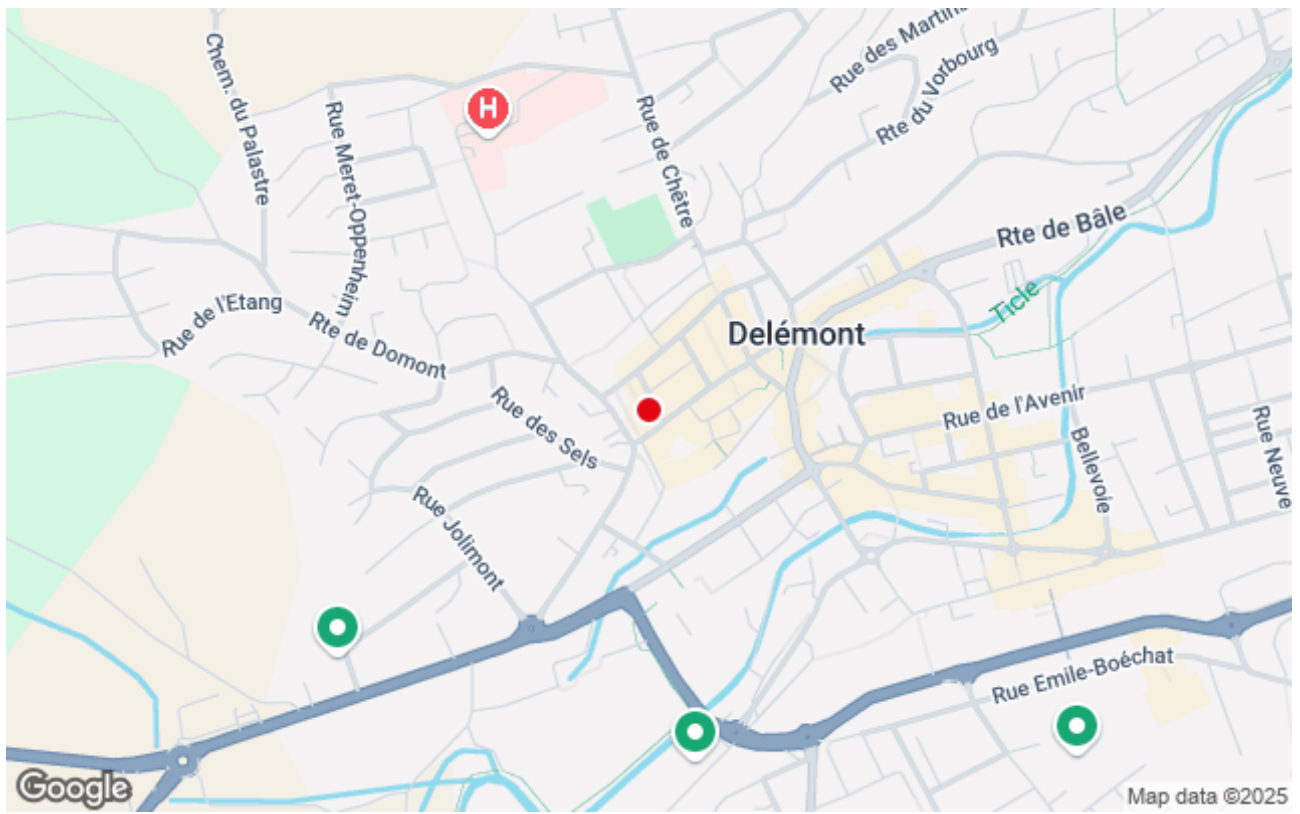 Rue des Martins
Chem. du Palastre
Rte du Vorbourg
Rue Meret-Oppenheim
H
Rue de Chêtre
Rte de Bâle
Ticle
Rue de l'Etang
Rte de Domont
Delémont
Rue des Sels
Rue de l'Avenir
Bellevoie
Rue Neuve
Rue Jolimont
Rue Emile-Boéchat
Google
Map data ©2025